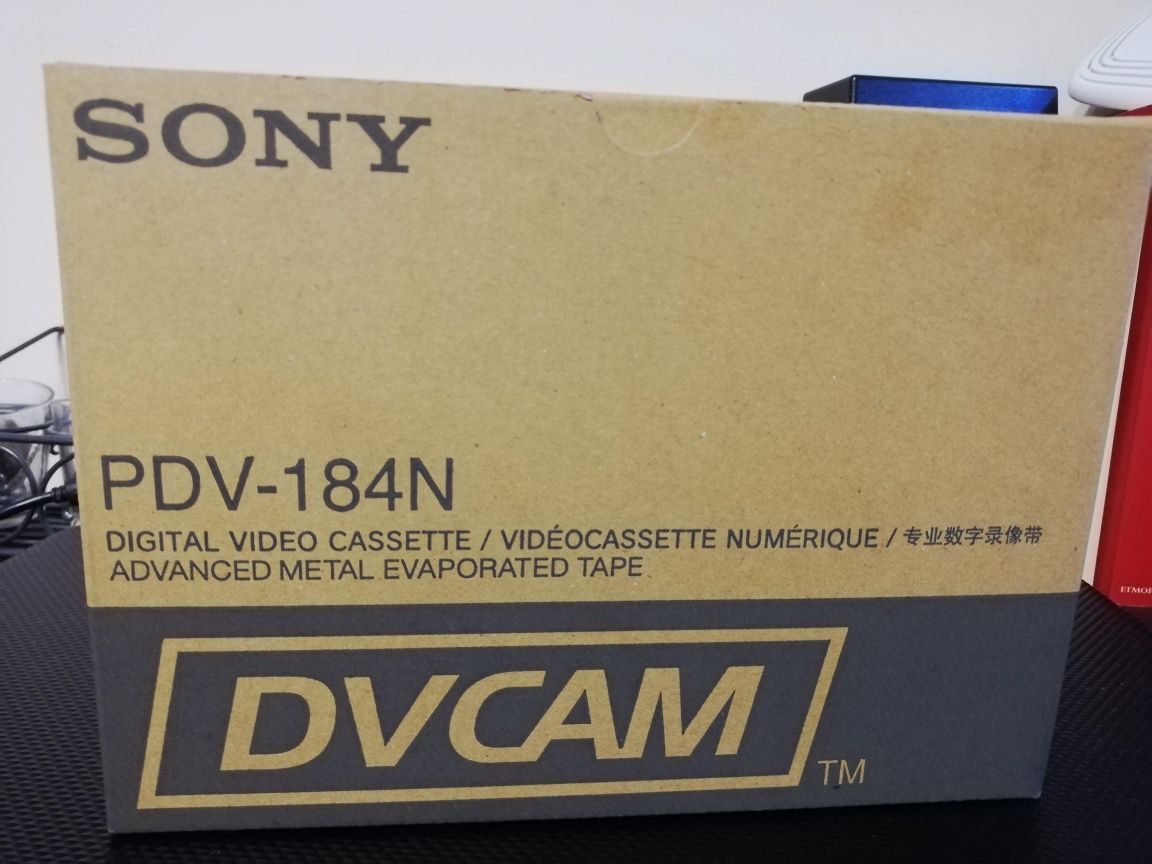 SONY
PDV-184N
DIGITAL VIDEO CASSETTE / VIDÉOCASSETTE NUMÉRIQUE / 专业数字录像带
ADVANCED METAL EVAPORATED TAPE
DVCAM
TM